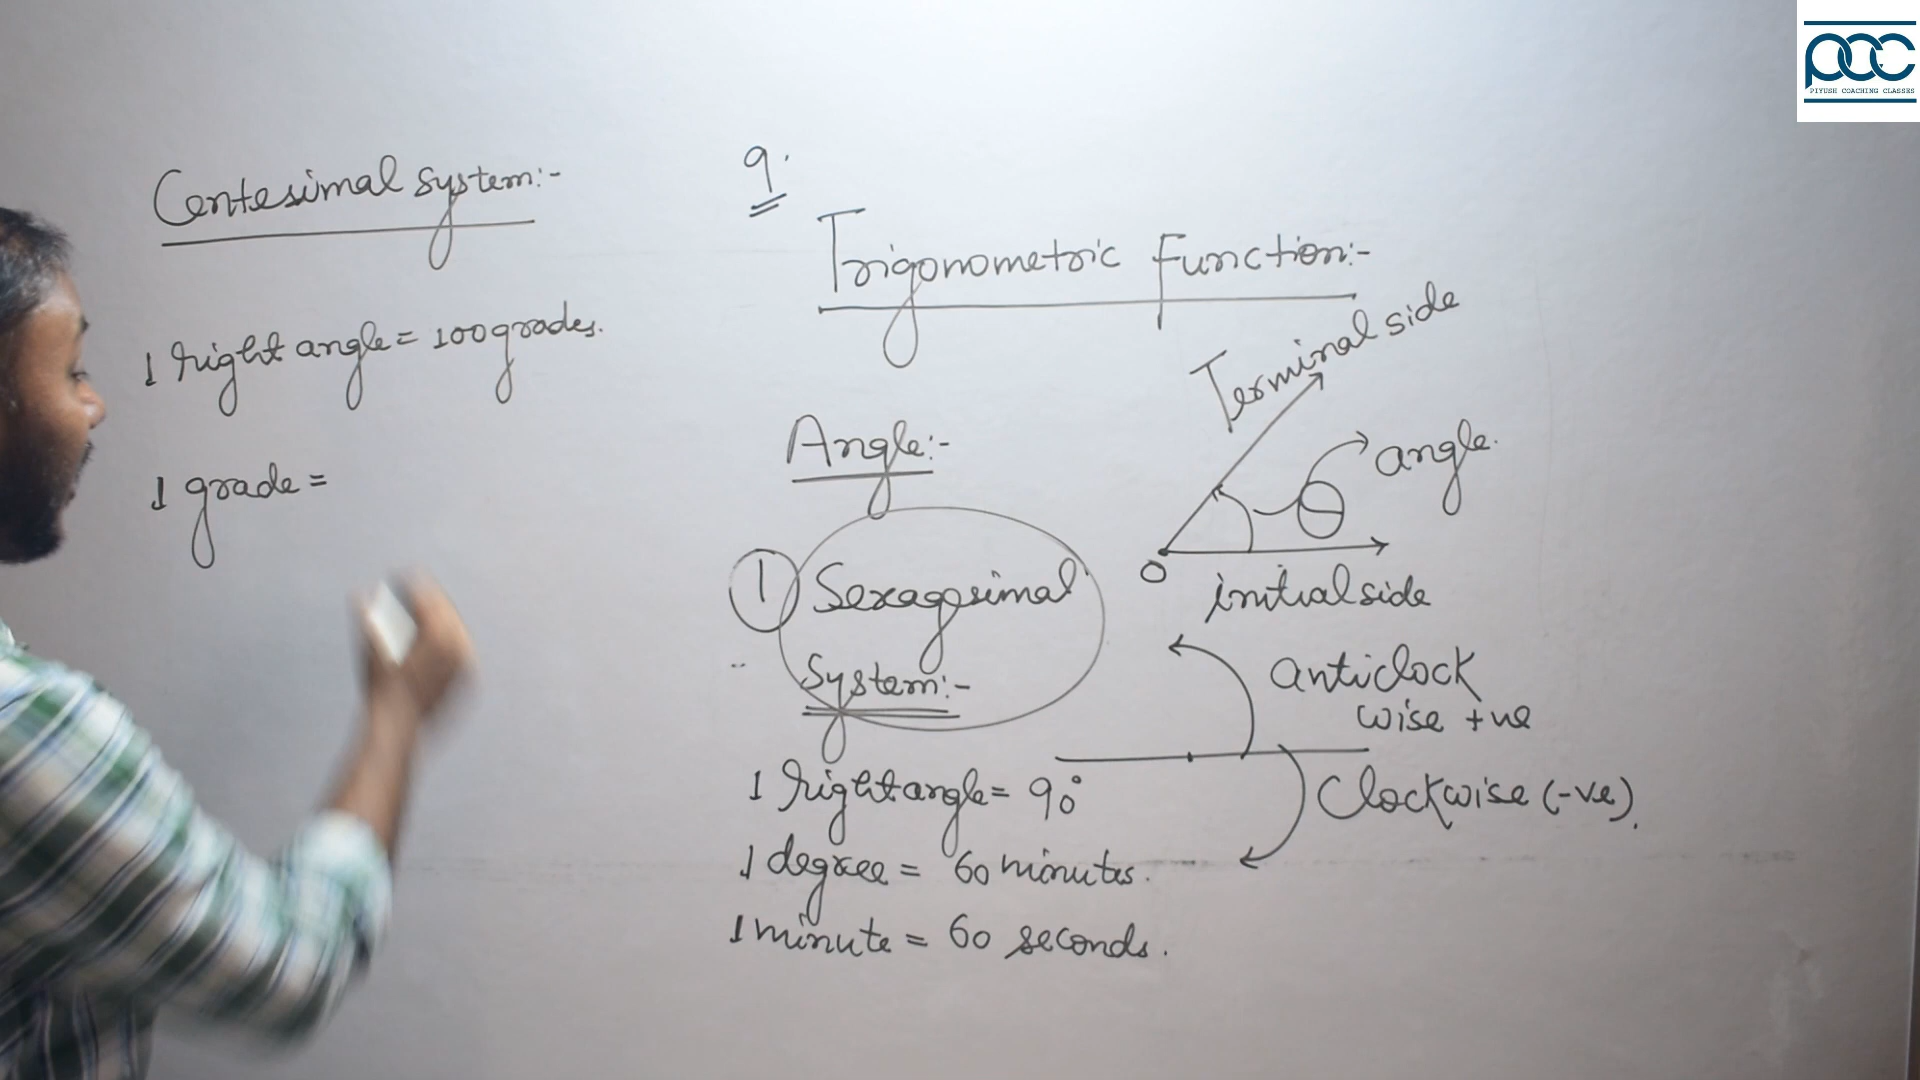 PCC
PIYUSH COACHING CLASSES
Centesimal system:-
1 right angle = 100 grades.
1 grade =
9.
Trigonometric Function:-
Angle:-
Terminal side
angle.
θ
O
initial side
1 Sexagesimal
System:-
anticlock
wise +ve
Clockwise (-ve).
1 right angle = 90°
1 degree = 60 minutes.
1 minute = 60 seconds.